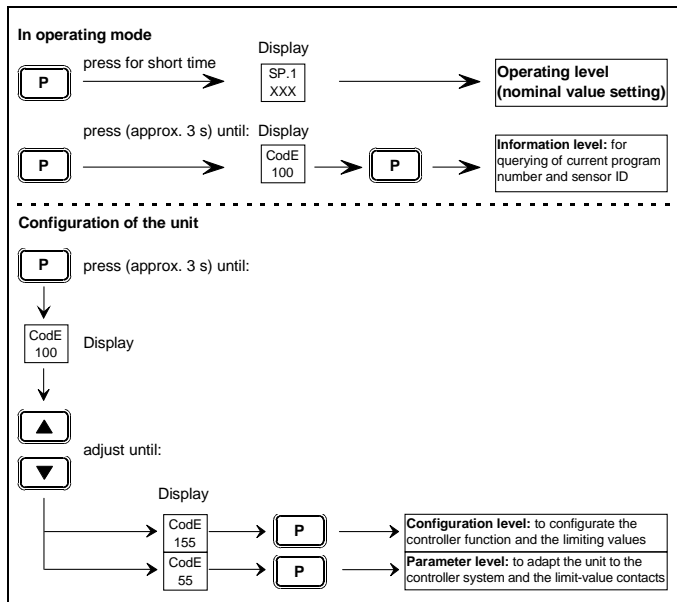 In operating mode
Display
press for short time
P
SP.1
XXX
Operating level
(nominal value setting)
press (approx. 3 s) until: Display
P
CodE
100
P
Information level: for
querying of current program
number and sensor ID
Configuration of the unit
P
press (approx. 3 s) until:
CodE
100
Display
adjust until:
Display
CodE
155
P
Configuration level: to configurate the
controller function and the limiting values
CodE
55
P
Parameter level: to adapt the unit to the
controller system and the limit-value contacts